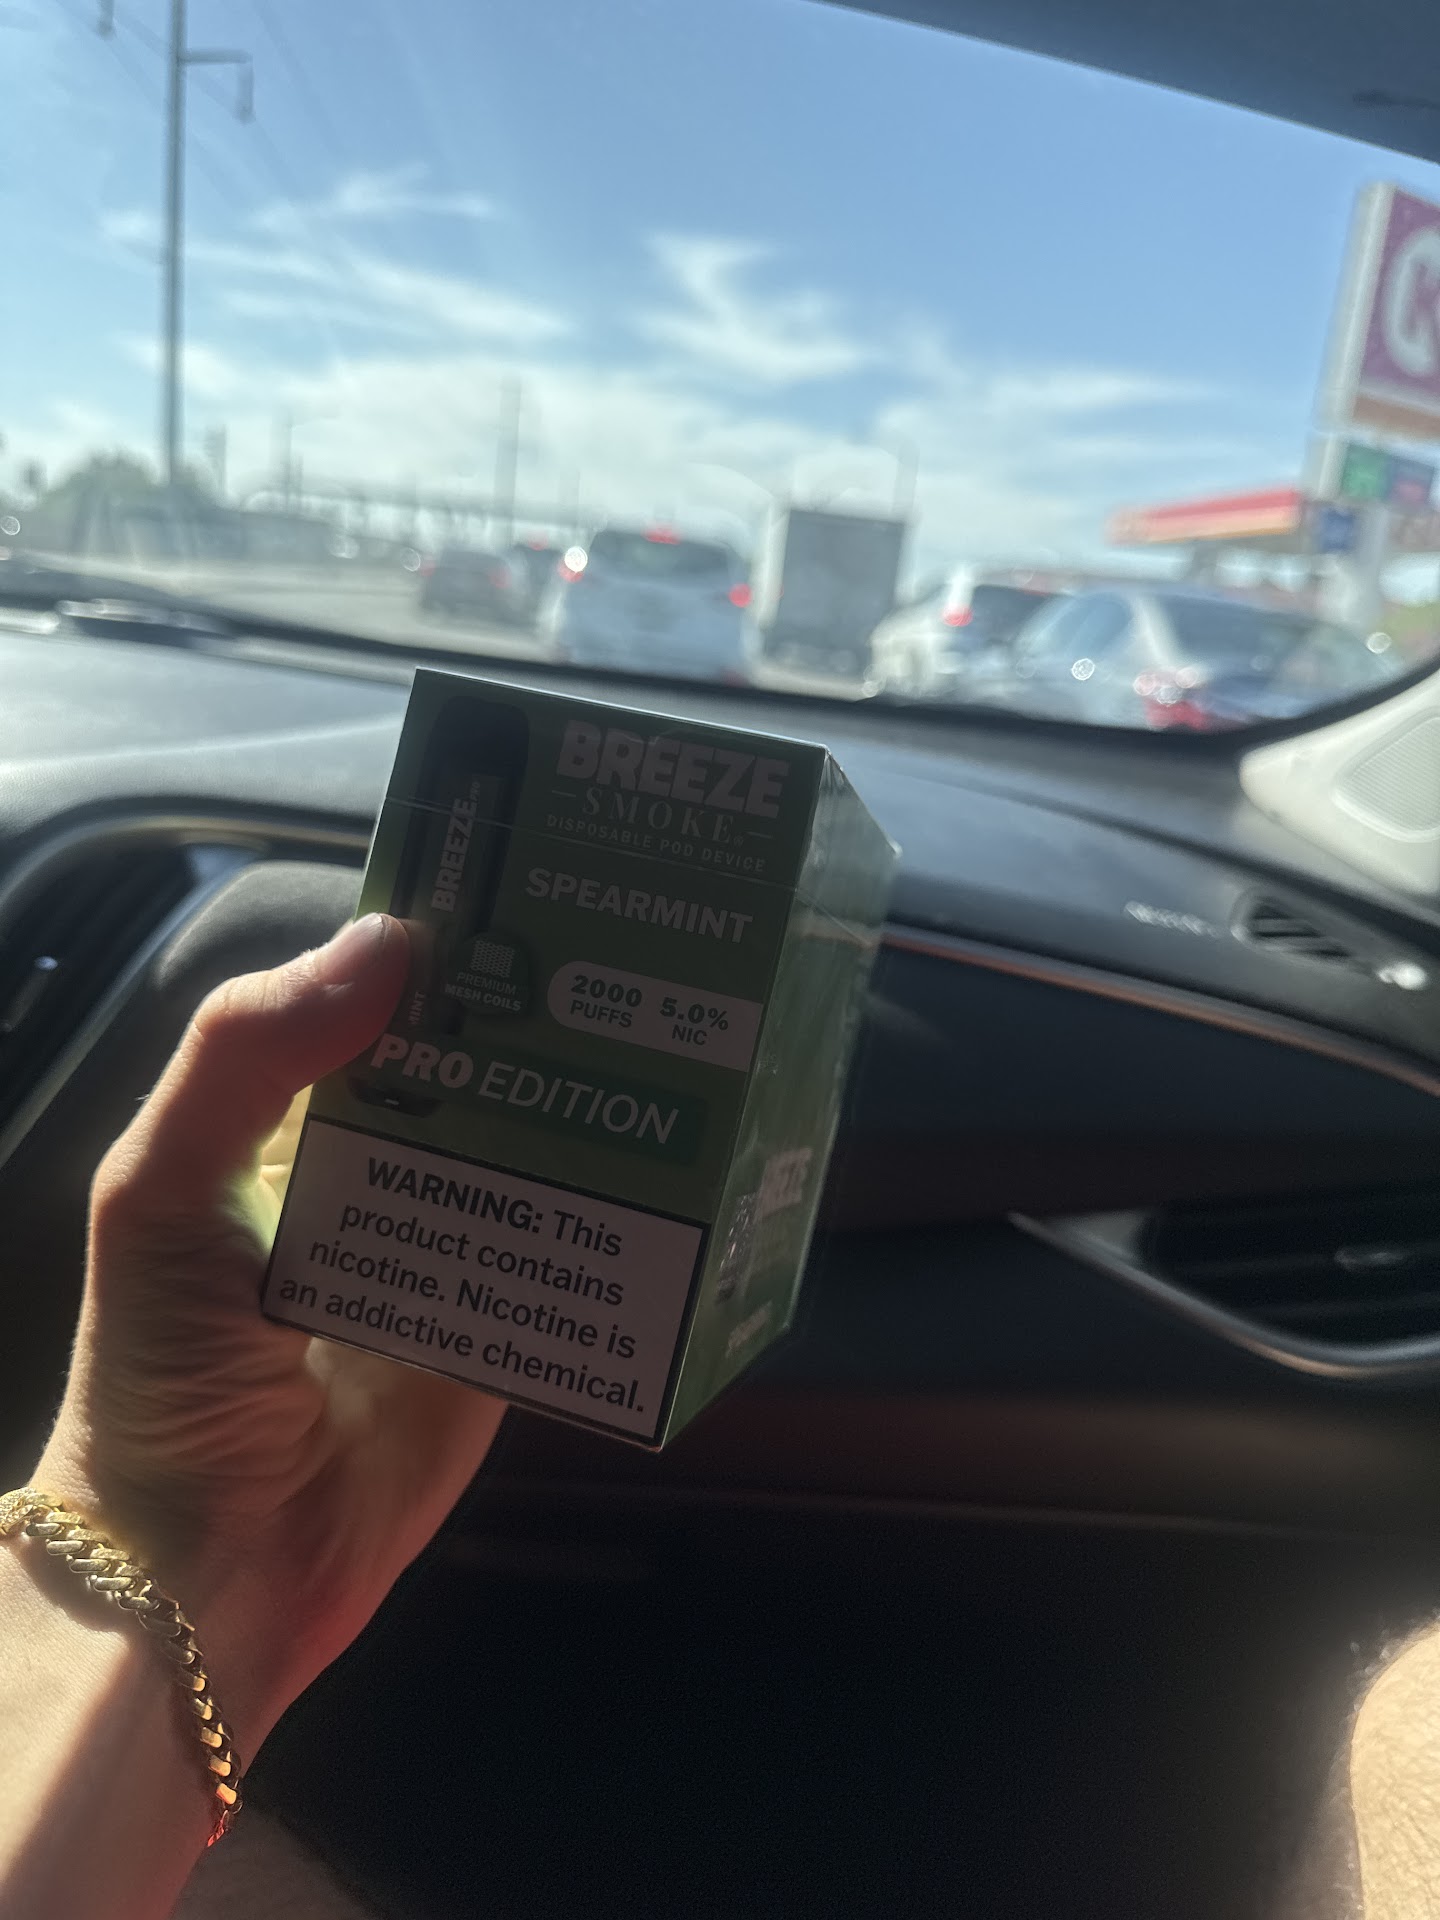 BREEZE
SMOKE®
DISPOSABLE POD DEVICE
SPEARMINT
BREEZE PRO
MINT
PREMIUM
MESH COILS
2000 5.0%
PUFFS NIC
PRO EDITION
WARNING: This
product contains
nicotine. Nicotine is
an addictive chemical.